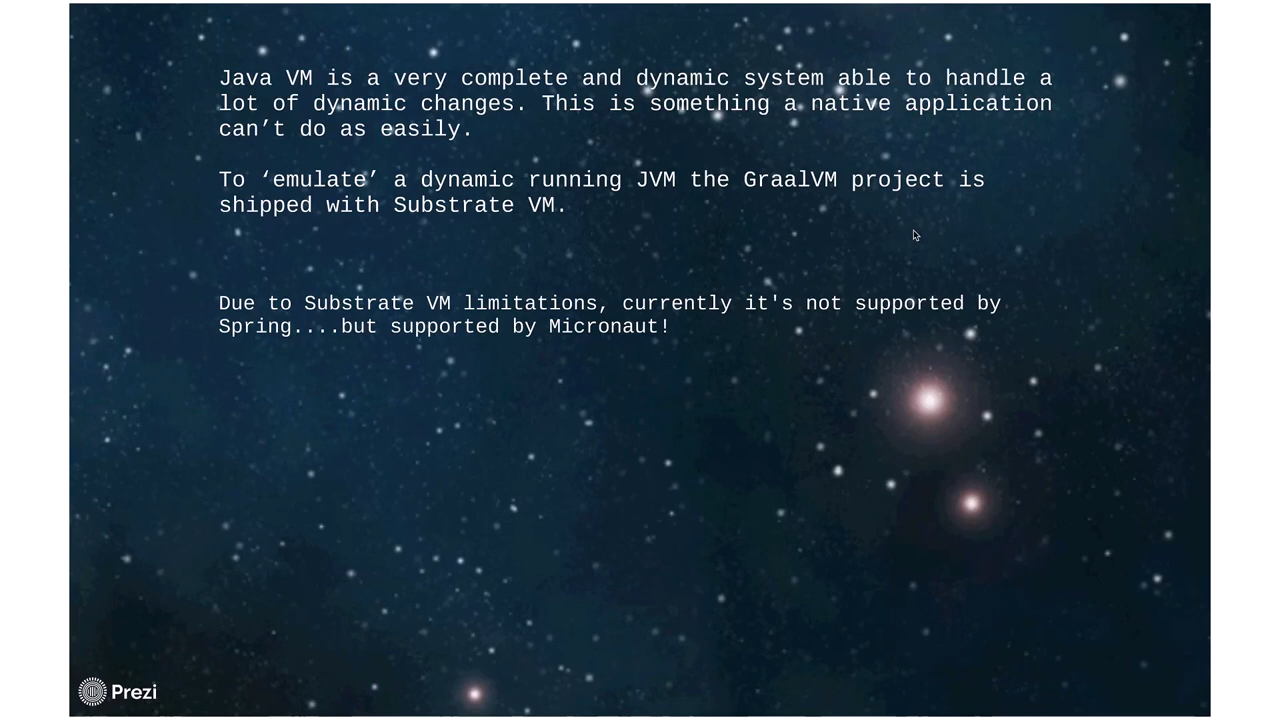 Java VM is a very complete and dynamic system able to handle a
lot of dynamic changes. This is something a native application
can’t do as easily.
To ‘emulate’ a dynamic running JVM the GraalVM project is
shipped with Substrate VM.
Due to Substrate VM limitations, currently it's not supported by
Spring....but supported by Micronaut!
Prezi